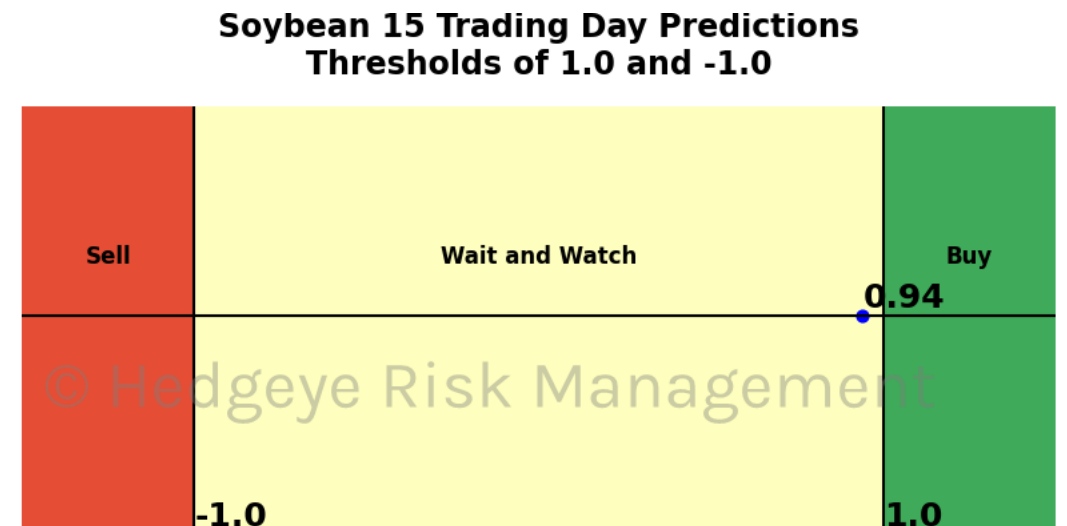 Soybean 15 Trading Day Predictions
Thresholds of 1.0 and -1.0
Sell
Wait and Watch
Buy
0.94
© Hedgeye Risk Management
-1.0
1.0